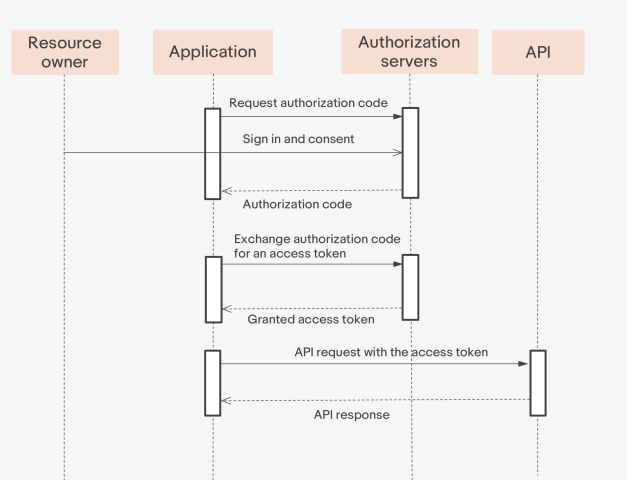 Resource
owner
Application
Authorization
servers
API
Request authorization code
Sign in and consent
Authorization code
Exchange authorization code
for an access token
Granted access token
API request with the access token
API response